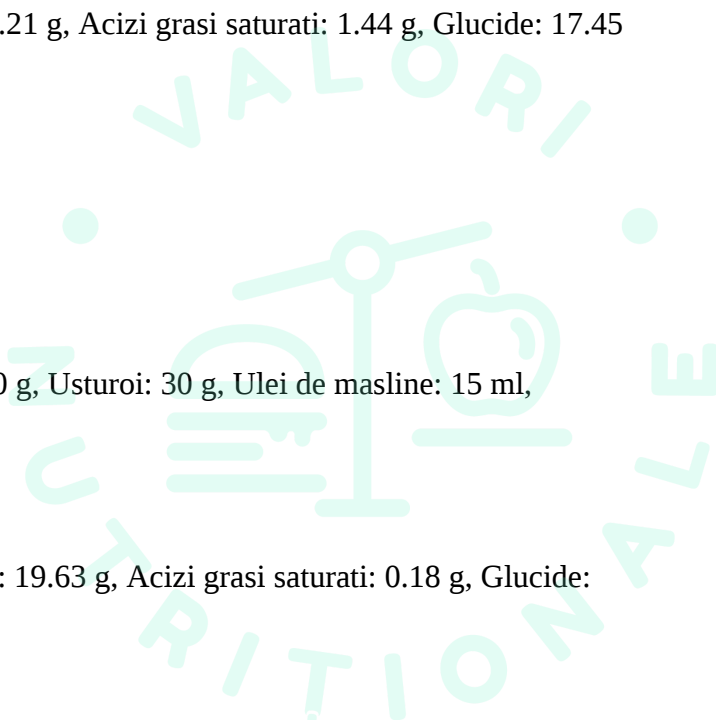 .21 g, Acizi grasi saturati: 1.44 g, Glucide: 17.45
VALORI
0 g, Usturoi: 30 g, Ulei de masline: 15 ml,
: 19.63 g, Acizi grasi saturati: 0.18 g, Glucide:
NUTRITIONALE